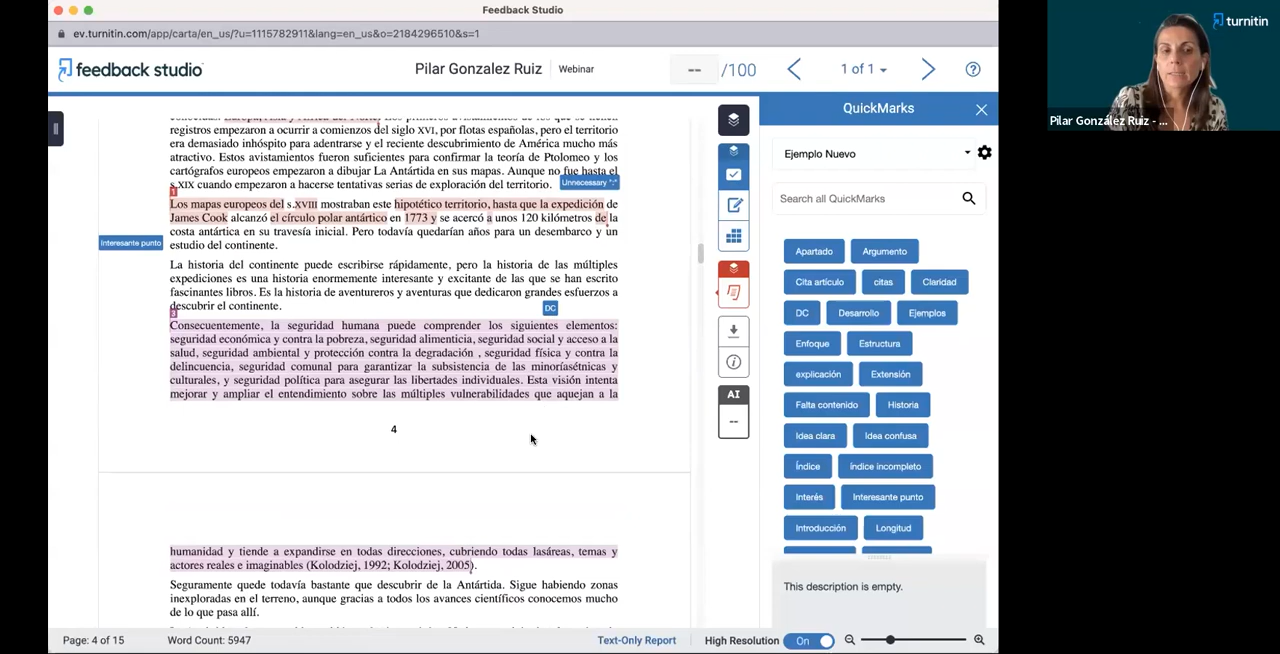 Feedback Studio
ev.turnitin.com/app/carta/en_us/?u=1115782911&lang=en_us&o=2184296510&s=1
feedback studio
Pilar Gonzalez Ruiz
Webinar
-- /100
1 of 1
turnitin
Pilar González Ruiz - ...
registros empezaron a ocurrir a comienzos del siglo XVI, por flotas españolas, pero el territorio
era demasiado inhóspito para adentrarse y el reciente descubrimiento de América mucho más
atractivo. Estos avistamientos fueron suficientes para confirmar la teoría de Ptolomeo y los
cartógrafos europeos empezaron a dibujar La Antártida en sus mapas. Aunque no fue hasta el
s.XIX cuando empezaron a hacerse tentativas serias de exploración del territorio.
Unnecessary ";"
1
Los mapas europeos del s.XVIII mostraban este hipotético territorio, hasta que la expedición de
James Cook alcanzó el círculo polar antártico en 1773 y se acercó a unos 120 kilómetros de la
costa antártica en su travesía inicial. Pero todavía quedarían años para un desembarco y un
estudio del continente.
Interesante punto
La historia del continente puede escribirse rápidamente, pero la historia de las múltiples
expediciones es una historia enormemente interesante y excitante de las que se han escrito
fascinantes libros. Es la historia de aventureros y aventuras que dedicaron grandes esfuerzos a
descubrir el continente.
DC
3
Consecuentemente, la seguridad humana puede comprender los siguientes elementos:
seguridad económica y contra la pobreza, seguridad alimenticia, seguridad social y acceso a la
salud, seguridad ambiental y protección contra la degradación , seguridad física y contra la
delincuencia, seguridad comunal para garantizar la subsistencia de las minoríasétnicas y
culturales, y seguridad política para asegurar las libertades individuales. Esta visión intenta
mejorar y ampliar el entendimiento sobre las múltiples vulnerabilidades que aquejan a la
4
humanidad y tiende a expandirse en todas direcciones, cubriendo todas lasáreas, temas y
actores reales e imaginables (Kolodziej, 1992; Kolodziej, 2005).
Seguramente quede todavía bastante que descubrir de la Antártida. Sigue habiendo zonas
inexploradas en el terreno, aunque gracias a todos los avances científicos conocemos mucho
de lo que pasa allí.
AI
--
QuickMarks
Ejemplo Nuevo
Search all QuickMarks
Apartado Argumento
Cita artículo citas Claridad
DC Desarrollo Ejemplos
Enfoque Estructura
explicación Extensión
Falta contenido Historia
Idea clara Idea confusa
Índice índice incompleto
Interés Interesante punto
Introducción Longitud
This description is empty.
Page: 4 of 15
Word Count: 5947
Text-Only Report
High Resolution On